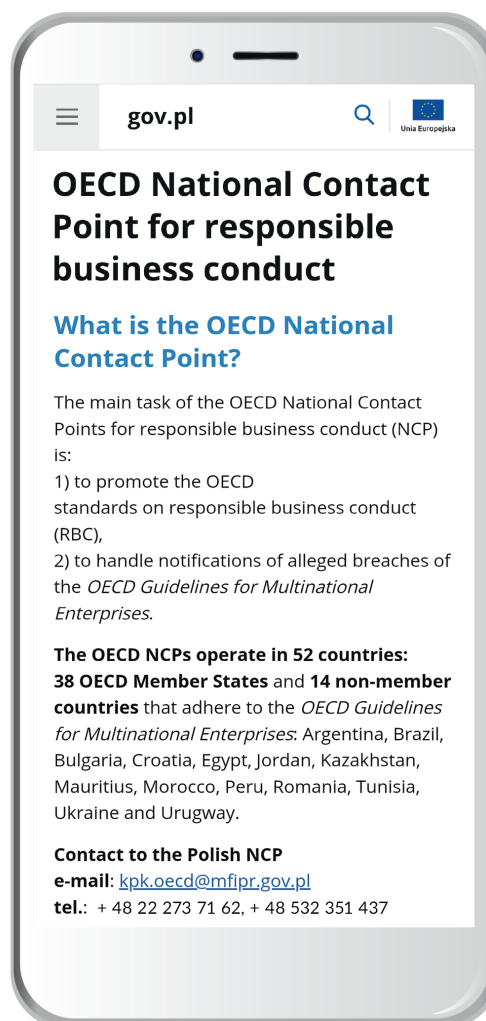 gov.pl
Unia Europejska
OECD National Contact
Point for responsible
business conduct
What is the OECD National
Contact Point?
The main task of the OECD National Contact
Points for responsible business conduct (NCP)
is:
1) to promote the OECD
standards on responsible business conduct
(RBC),
2) to handle notifications of alleged breaches of
the OECD Guidelines for Multinational
Enterprises.
The OECD NCPs operate in 52 countries:
38 OECD Member States and 14 non-member
countries that adhere to the OECD Guidelines
for Multinational Enterprises: Argentina, Brazil,
Bulgaria, Croatia, Egypt, Jordan, Kazakhstan,
Mauritius, Morocco, Peru, Romania, Tunisia,
Ukraine and Urugway.
Contact to the Polish NCP
e-mail: kpk.oecd@mfipr.gov.pl
tel.: + 48 22 273 71 62, + 48 532 351 437